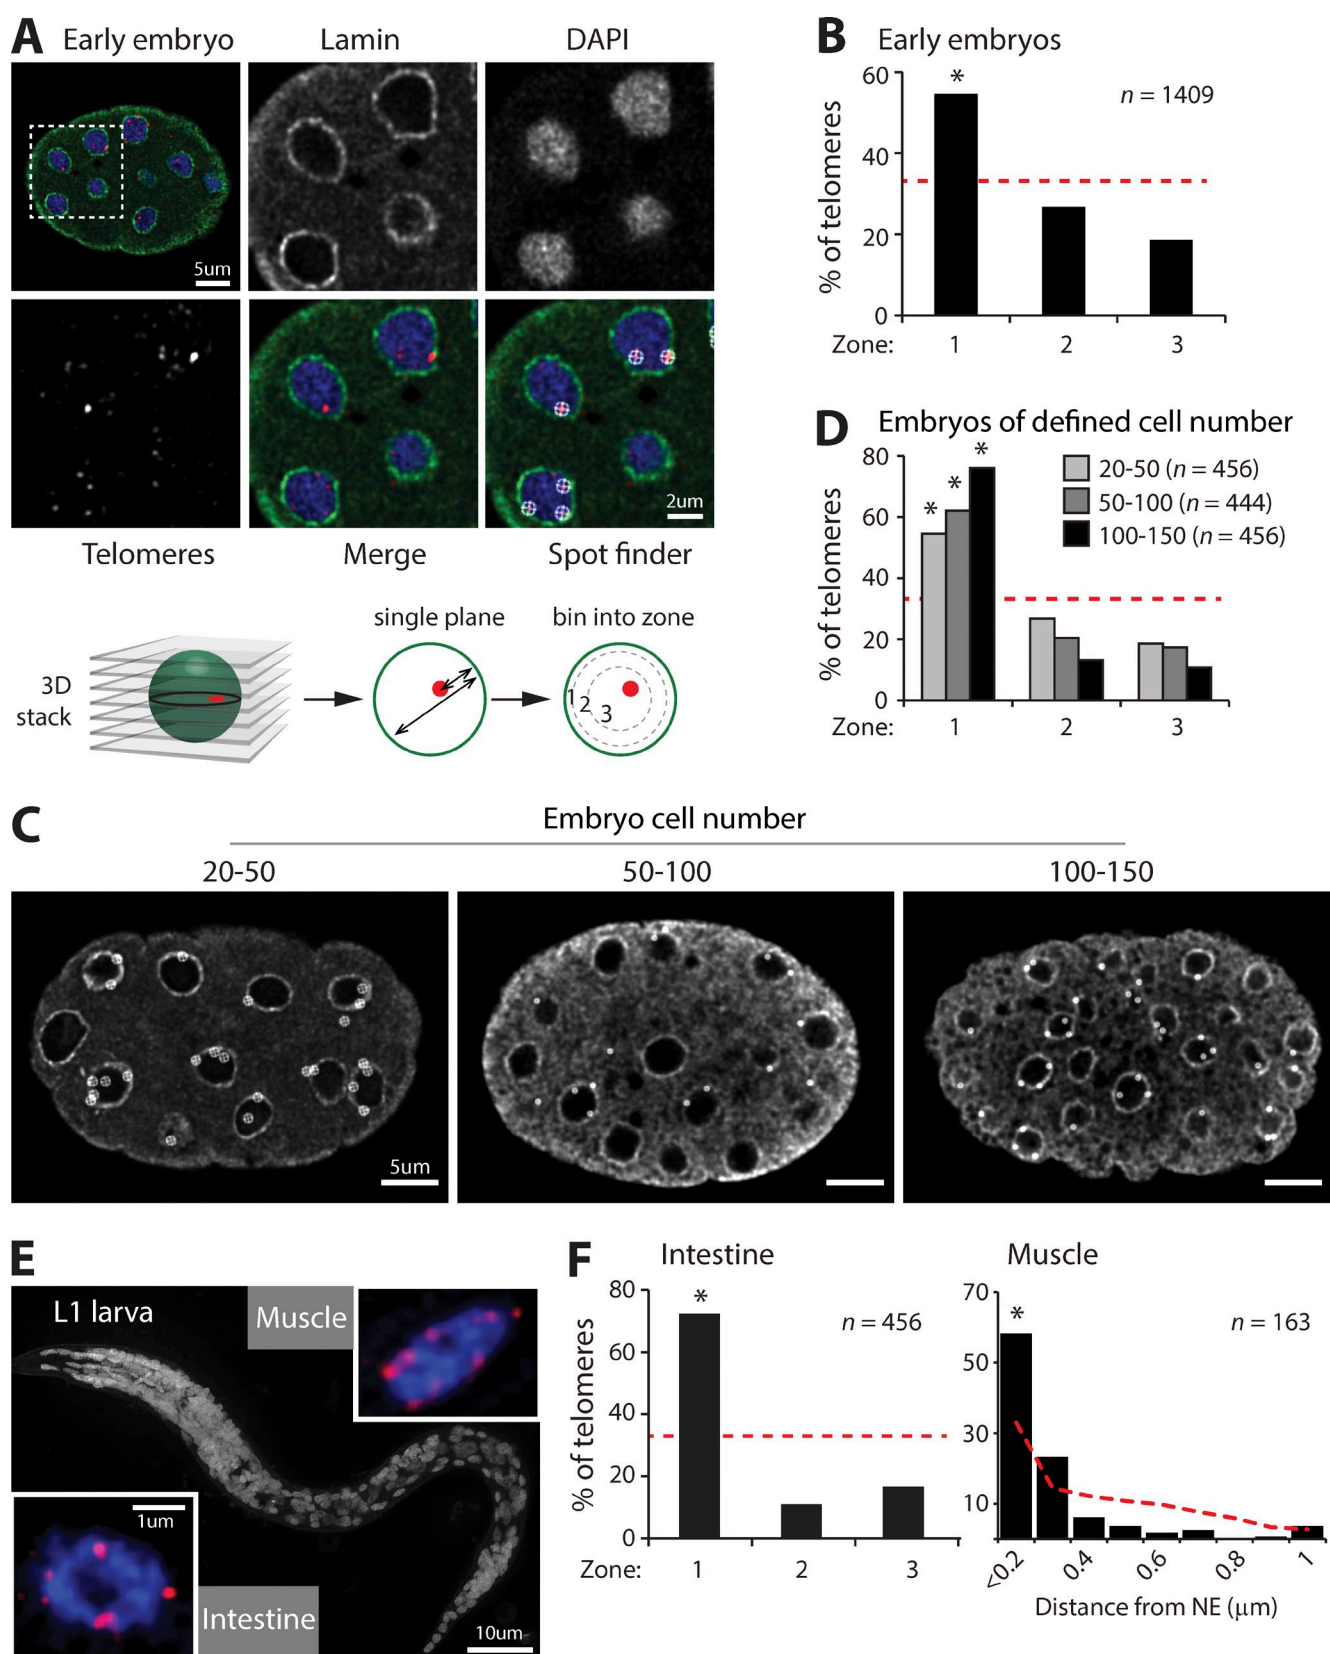 A
Early embryo
Lamin
DAPI
5um
2um
Telomeres
Merge
Spot finder
3D
stack
single plane
bin into zone
1
2
3
B
Early embryos
% of telomeres
60
40
20
0
*
n = 1409
Zone:
1
2
3
D
Embryos of defined cell number
% of telomeres
80
60
40
20
0
*
*
*
20-50 (n = 456)
50-100 (n = 444)
100-150 (n = 456)
Zone:
1
2
3
C
Embryo cell number
20-50
50-100
100-150
5um
E
L1 larva
Muscle
1um
Intestine
10um
F
Intestine
% of telomeres
80
60
40
20
0
*
n = 456
Zone:
1
2
3
Muscle
70
50
30
10
*
n = 163
<0.2
0.4
0.6
0.8
1
Distance from NE (μm)